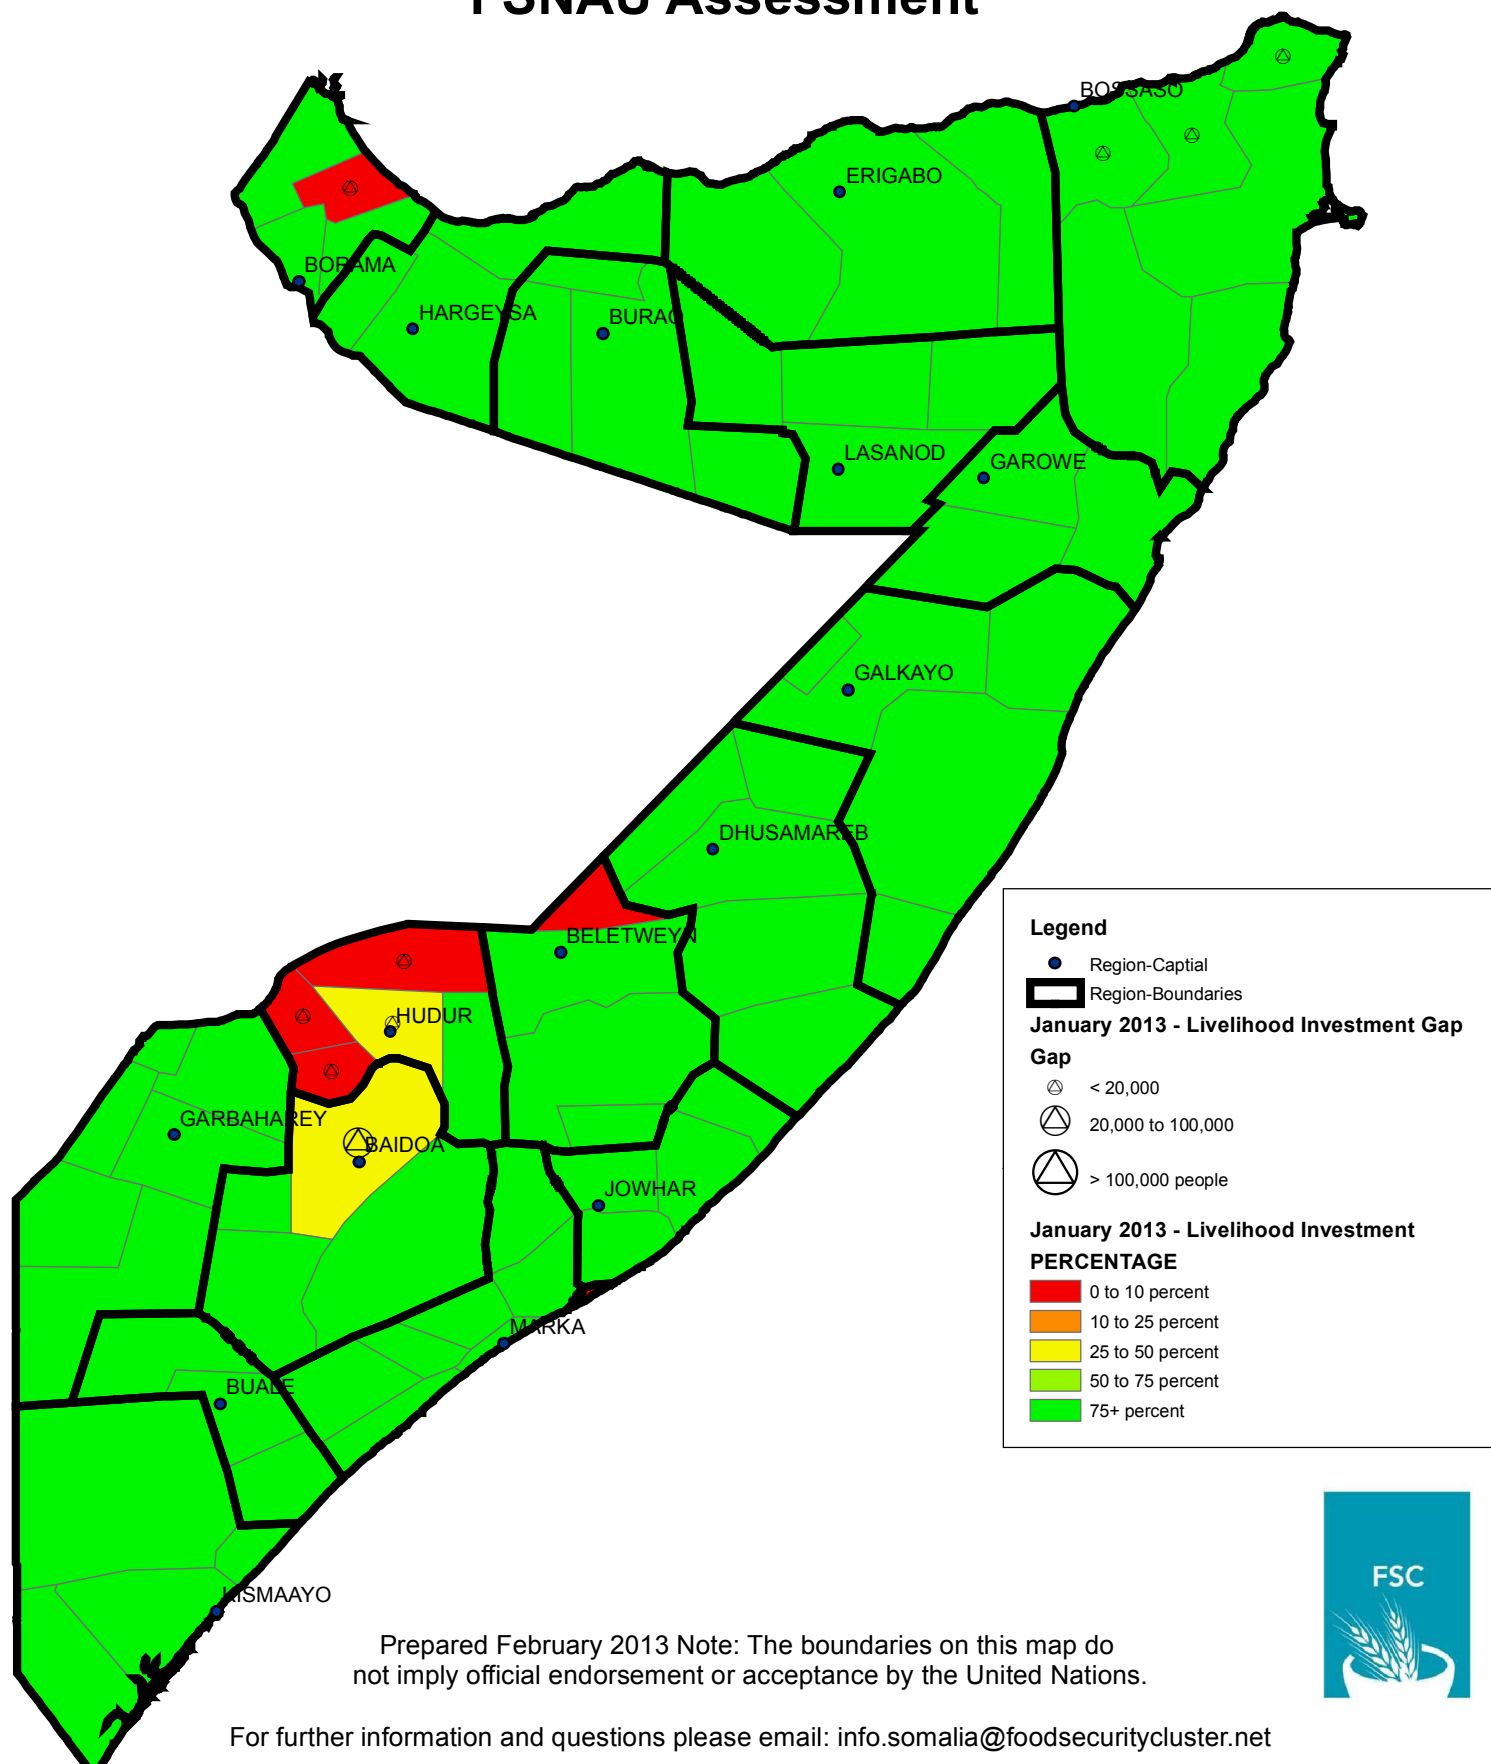 FSNAU Assessment
BOSSASO
ERIGABO
BORAMA
HARGEYSA
BURAO
LASANOD
GAROWE
GALKAYO
DHUSAMAREB
BELETWEYN
HUDUR
GARBAHAREY
BAIDOA
JOWHAR
MARKA
BUALE
KISMAAYO
Legend
Region-Captial
Region-Boundaries
January 2013 - Livelihood Investment Gap
Gap
< 20,000
20,000 to 100,000
> 100,000 people
January 2013 - Livelihood Investment
PERCENTAGE
0 to 10 percent
10 to 25 percent
25 to 50 percent
50 to 75 percent
75+ percent
FSC
Prepared February 2013 Note: The boundaries on this map do
not imply official endorsement or acceptance by the United Nations.
For further information and questions please email: info.somalia@foodsecuritycluster.net